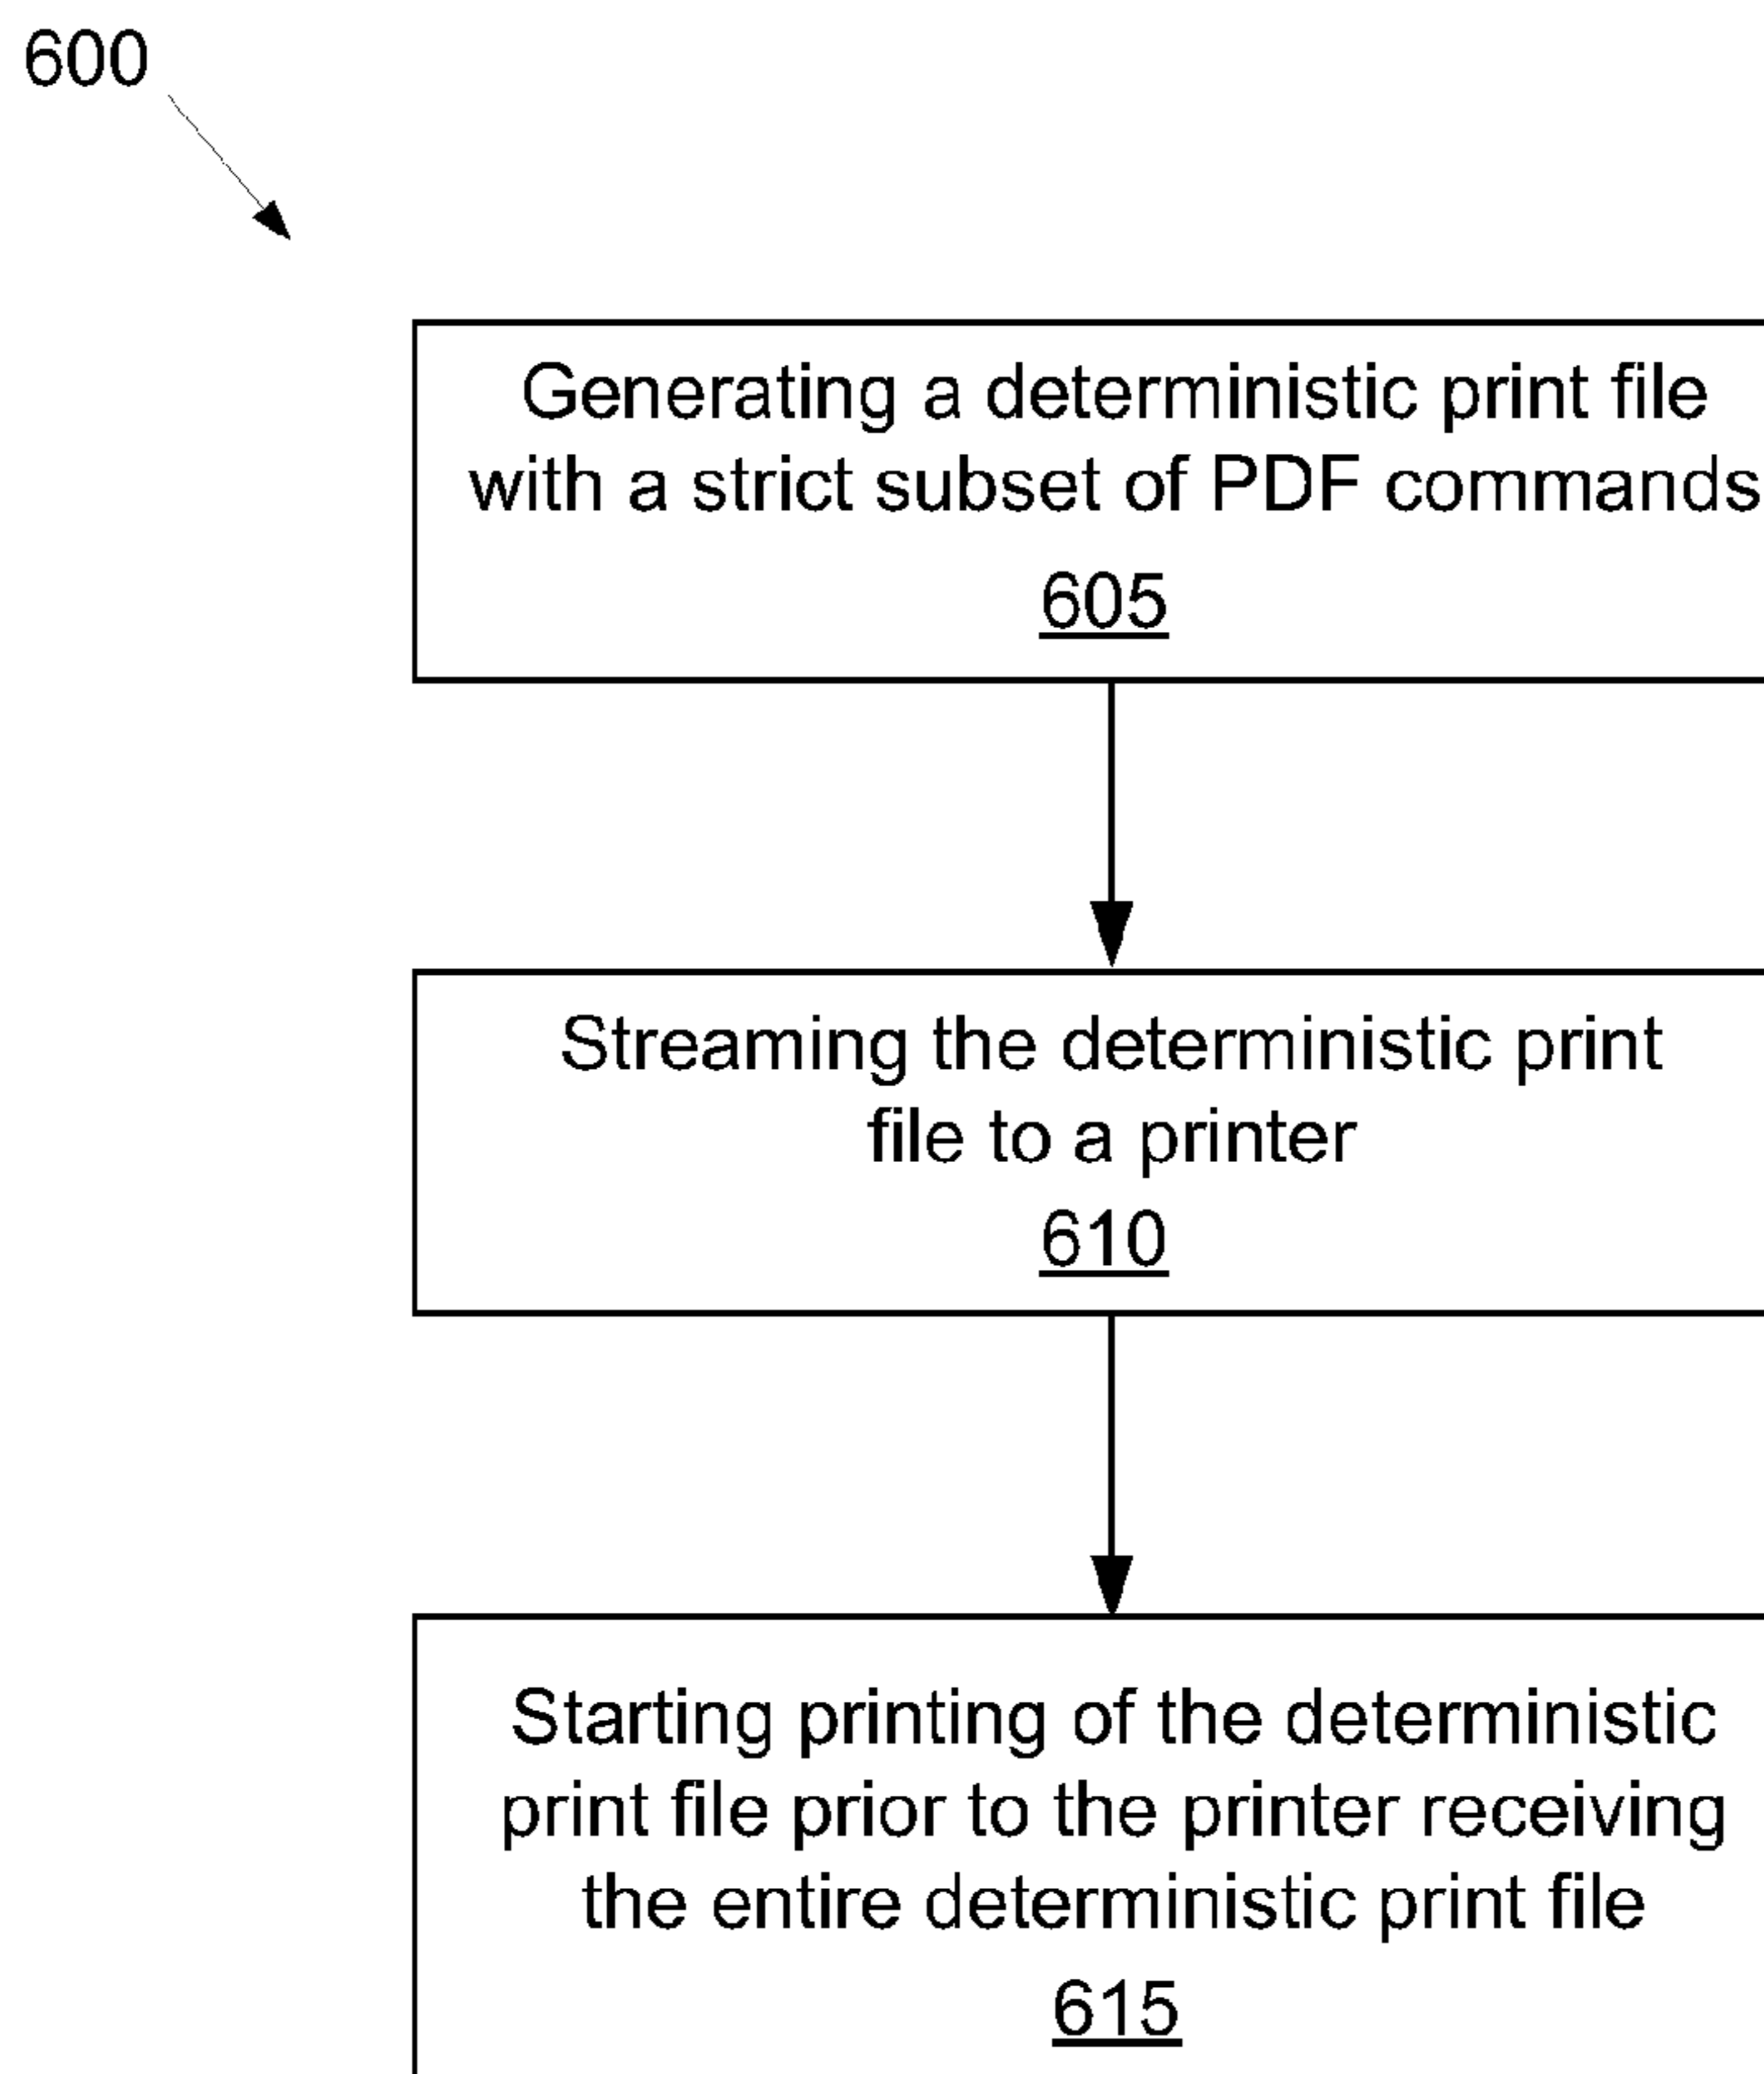 600
Generating a deterministic print file
with a strict subset of PDF commands
605
Streaming the deterministic print
file to a printer
610
Starting printing of the deterministic
print file prior to the printer receiving
the entire deterministic print file
615